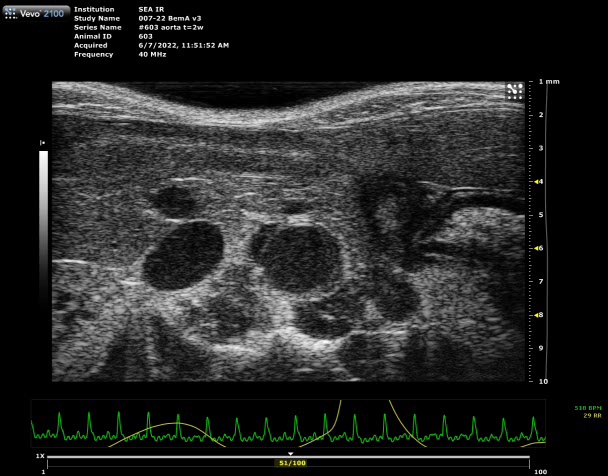 Vevo 2100
Institution SEA IR
Study Name 007-22 BemA v3
Series Name #603 aorta t=2w
Animal ID 603
Acquired 6/7/2022, 11:51:52 AM
Frequency 40 MHz
1 mm
2
3
4
5
6
7
8
9
10
510 BPM
29 RR
1X
51/100
1
100